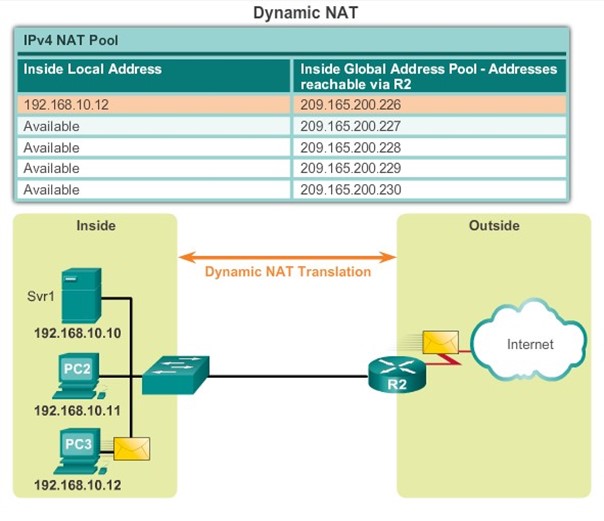 Dynamic NAT
IPv4 NAT Pool
Inside Local Address
Inside Global Address Pool - Addresses
reachable via R2
192.168.10.12 209.165.200.226
Available 209.165.200.227
Available 209.165.200.228
Available 209.165.200.229
Available 209.165.200.230
Inside
Outside
Dynamic NAT Translation
Svr1
192.168.10.10
PC2
192.168.10.11
PC3
192.168.10.12
R2
Internet